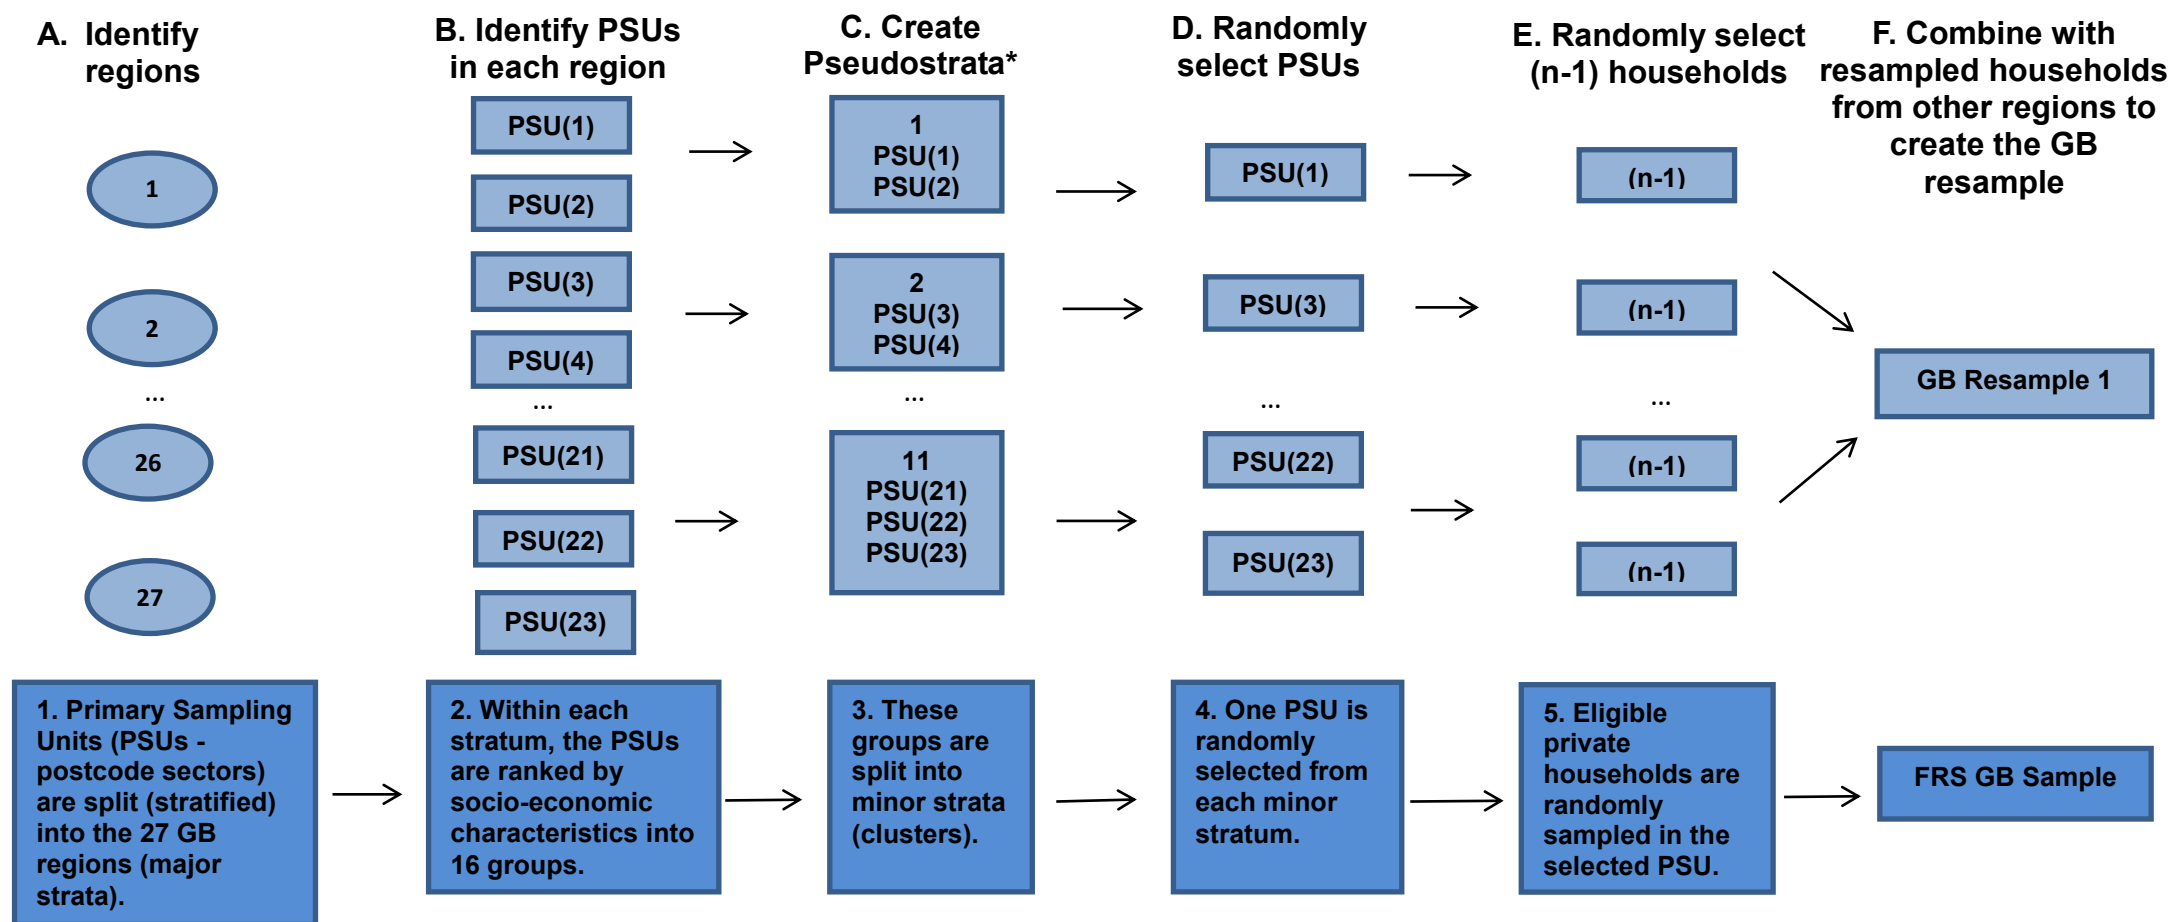 A. Identify
regions
B. Identify PSUs
in each region
C. Create
Pseudostrata*
D. Randomly
select PSUs
E. Randomly select
(n-1) households
F. Combine with
resampled households
from other regions to
create the GB
resample
1
2
...
26
27
PSU(1)
PSU(2)
PSU(3)
PSU(4)
...
PSU(21)
PSU(22)
PSU(23)
1
PSU(1)
PSU(2)
2
PSU(3)
PSU(4)
...
11
PSU(21)
PSU(22)
PSU(23)
PSU(1)
PSU(3)
...
PSU(22)
PSU(23)
(n-1)
(n-1)
...
(n-1)
(n-1)
GB Resample 1
1. Primary Sampling
Units (PSUs -
postcode sectors)
are split (stratified)
into the 27 GB
regions (major
strata).
2. Within each
stratum, the PSUs
are ranked by
socio-economic
characteristics into
16 groups.
3. These
groups are
split into
minor strata
(clusters).
4. One PSU is
randomly
selected from
each minor
stratum.
5. Eligible
private
households are
randomly
sampled in the
selected PSU.
FRS GB Sample